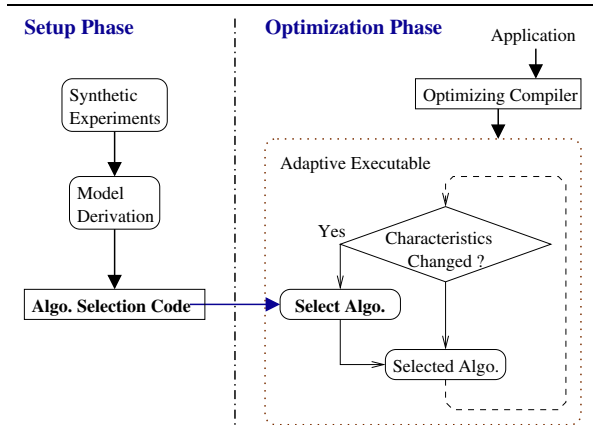 Setup Phase
Synthetic
Experiments
Model
Derivation
Algo. Selection Code
Optimization Phase
Application
Optimizing Compiler
Adaptive Executable
Yes
Characteristics
Changed ?
Select Algo.
Selected Algo.